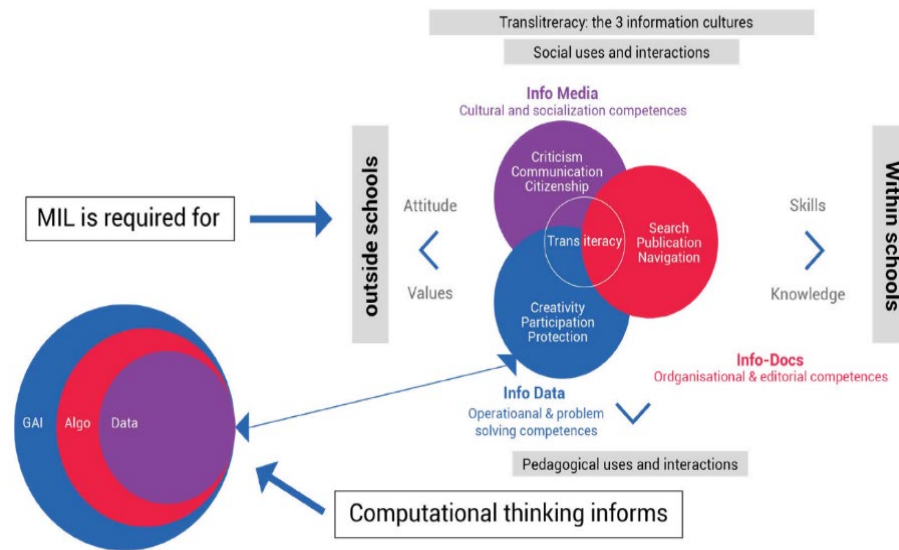 Translitreracy: the 3 information cultures
Social uses and interactions
Info Media
Cultural and socialization competences
outside schools
Within schools
MIL is required for
Attitude
Values
Criticism
Communication
Citizenship
Trans iteracy
Search
Publication
Navigation
Creativity
Participation
Protection
Skills
Knowledge
Info-Docs
Ordganisational & editorial competences
Info Data
Operatioanal & problem
solving competences
GAI
Algo
Data
Pedagogical uses and interactions
Computational thinking informs